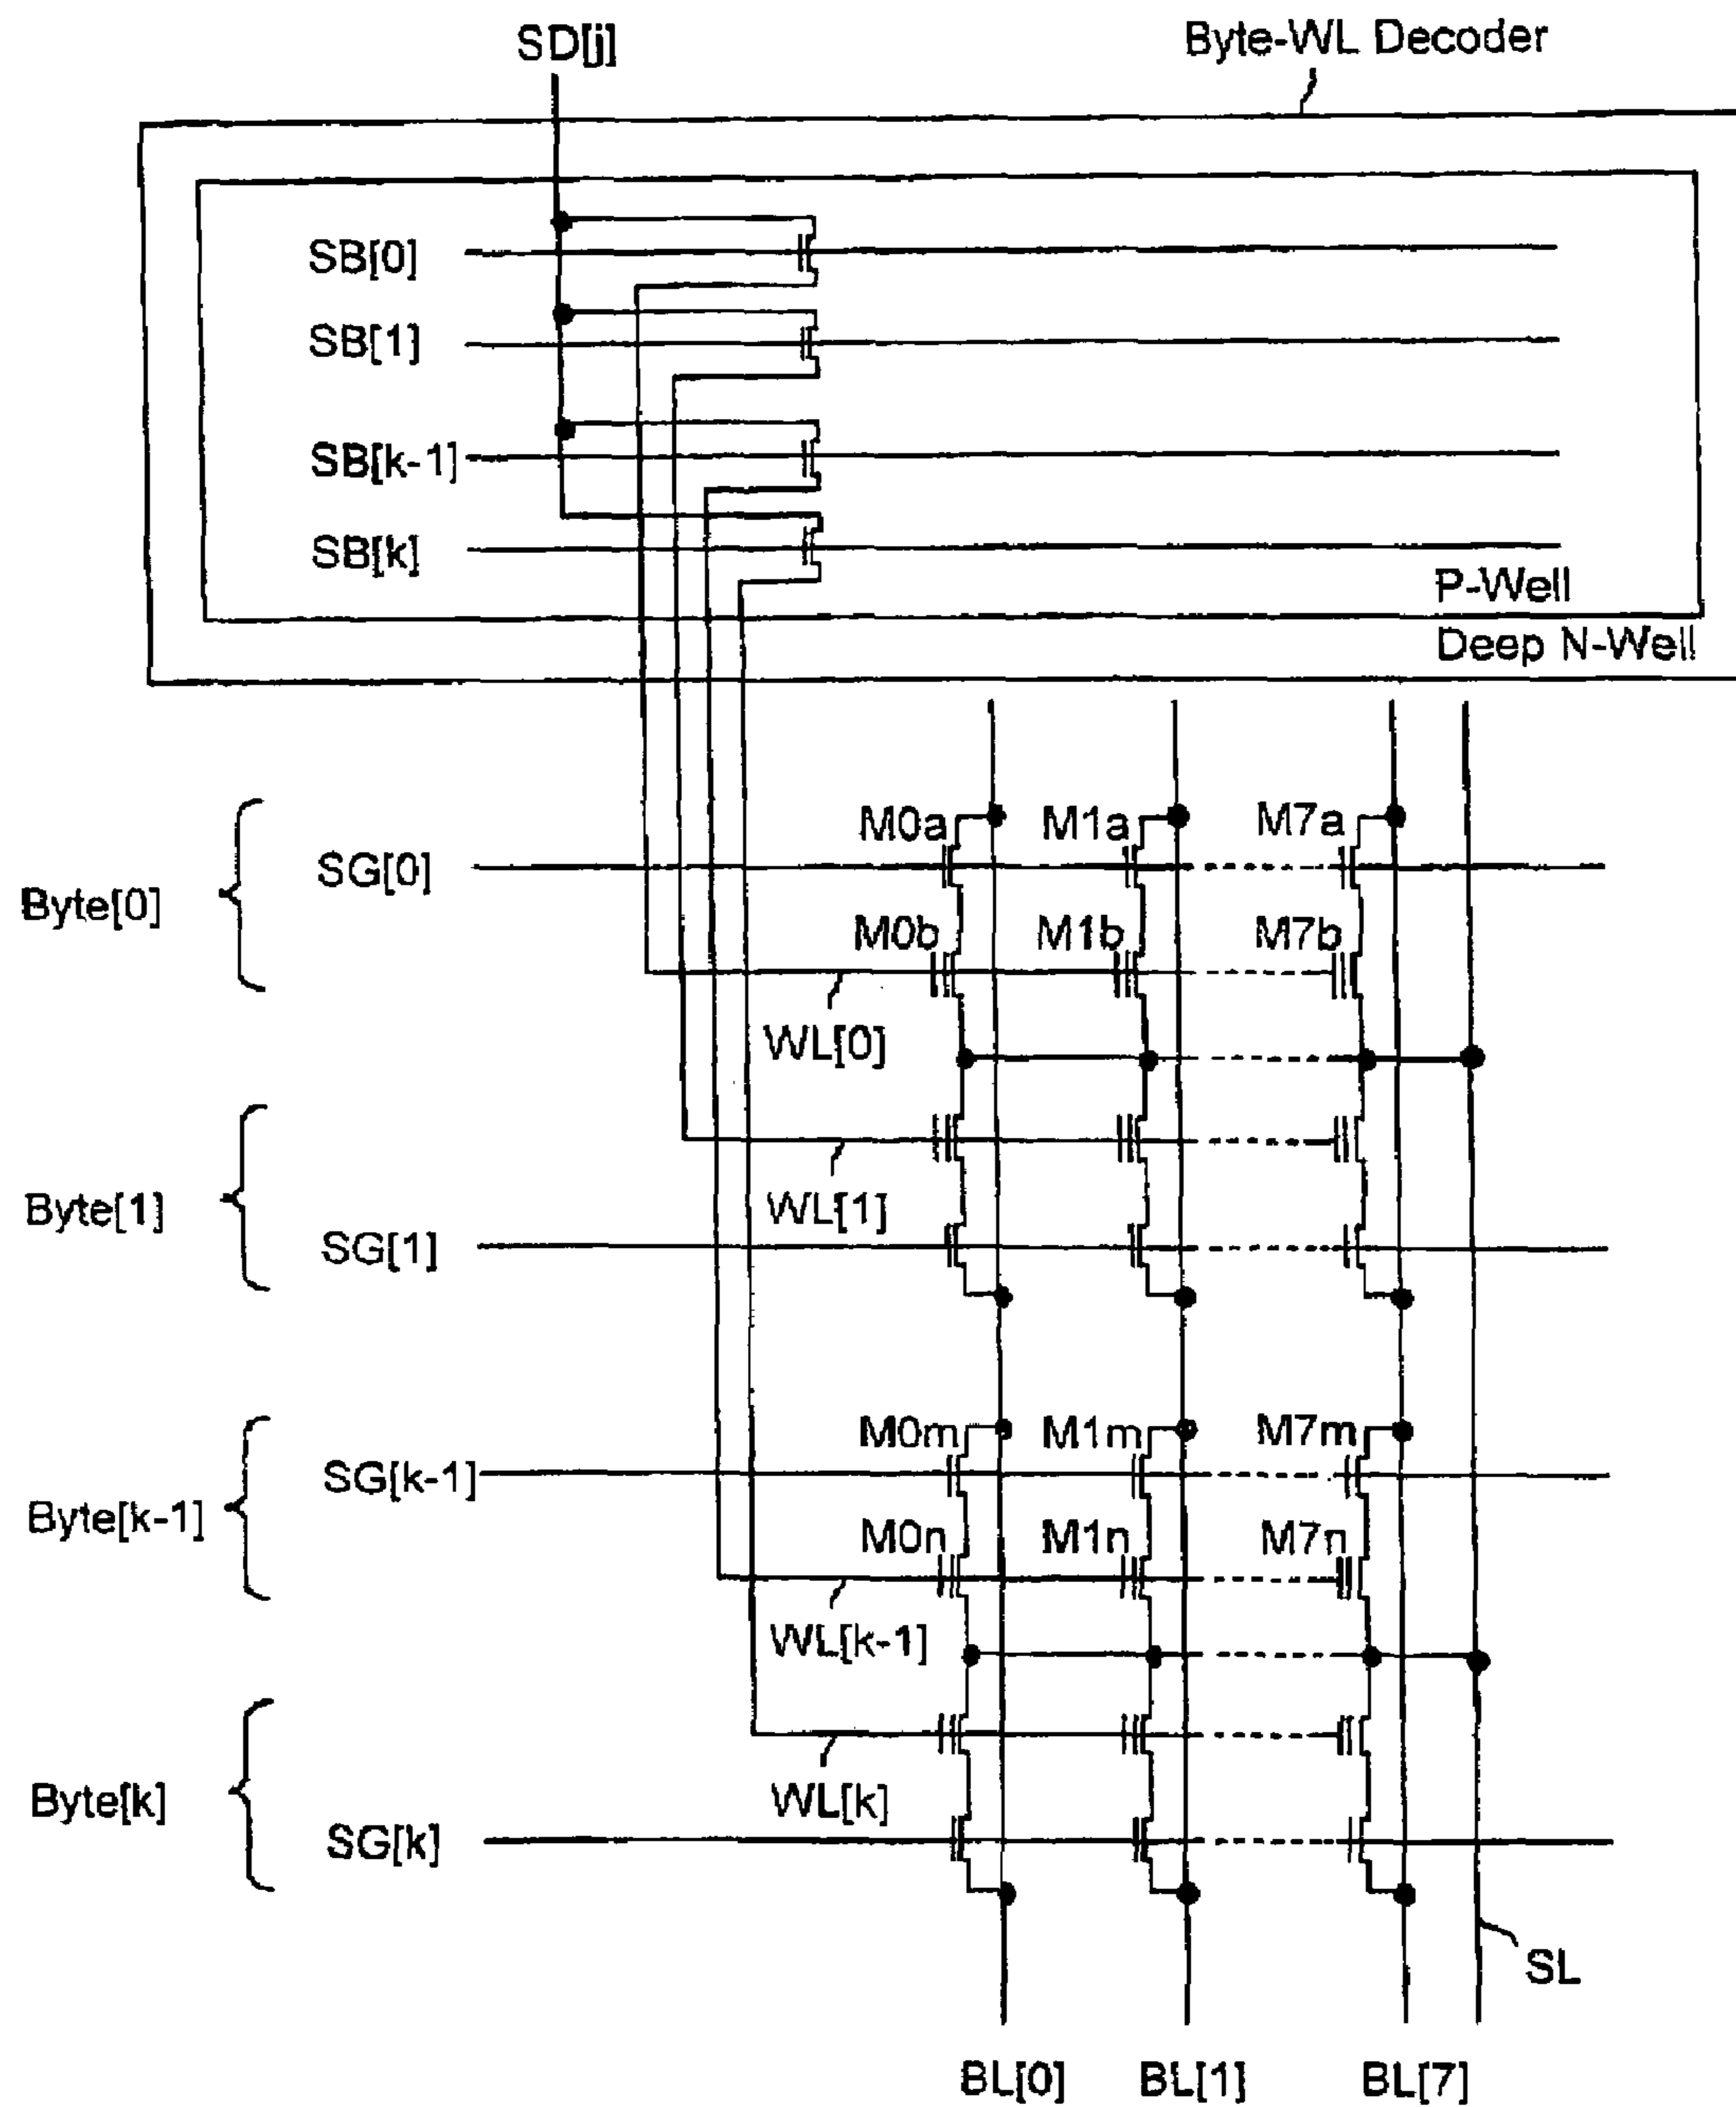 SD[j]
Byte-WL Decoder
SB[0]
SB[1]
SB[k-1]
SB[k]
P-Well
Deep N-Well
M0a
M1a
M7a
Byte[0]
SG[0]
M0b
M1b
M7b
WL[0]
Byte[1]
WL[1]
SG[1]
M0m
M1m
M7m
SG[k-1]
Byte[k-1]
M0n
M1n
M7n
WL[k-1]
Byte[k]
WL[k]
SG[k]
SL
BL[0]
BL[1]
BL[7]